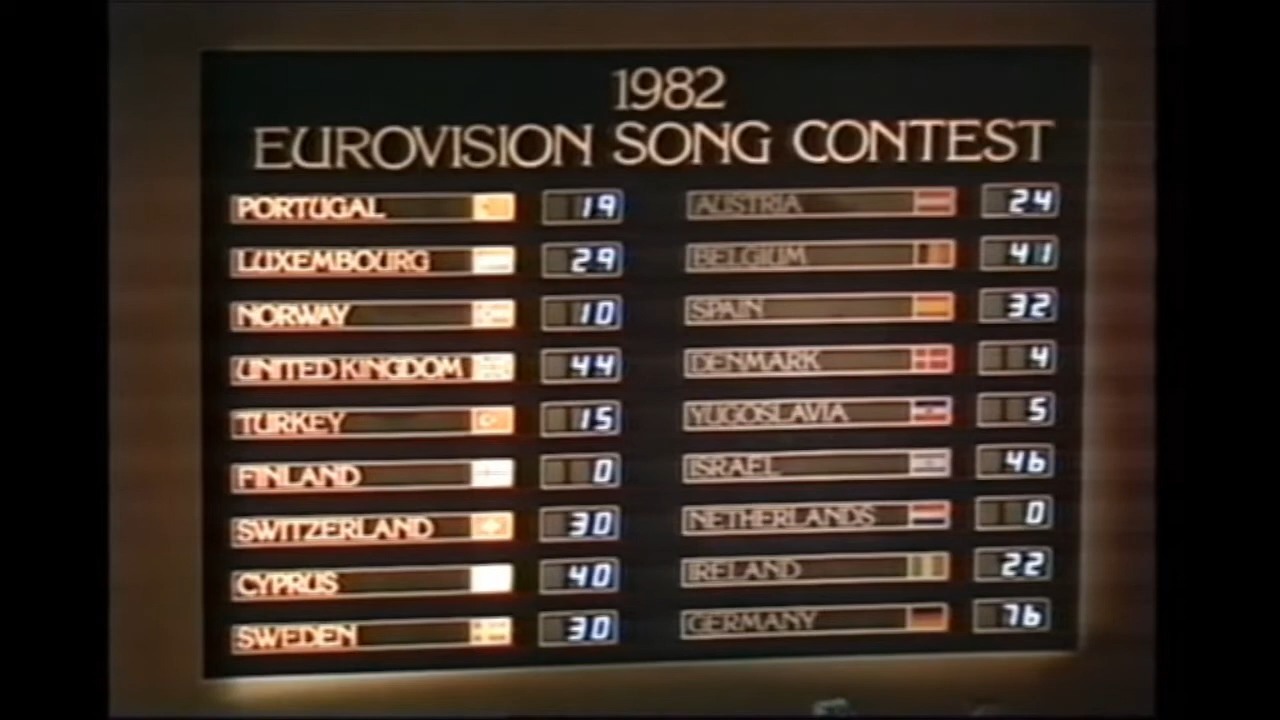 1982
EUROVISION SONG CONTEST
PORTUGAL 19 AUSTRIA 24
LUXEMBOURG 29 BELGIUM 41
NORWAY 10 SPAIN 32
UNITED KINGDOM 44 DENMARK 4
TURKEY 15 YUGOSLAVIA 5
FINLAND 0 ISRAEL 46
SWITZERLAND 30 NETHERLANDS 0
CYPRUS 40 IRELAND 22
SWEDEN 30 GERMANY 76